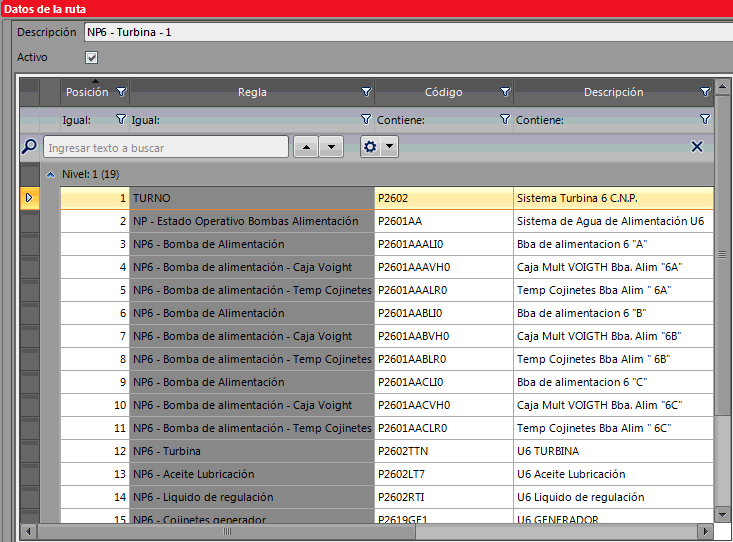 Datos de la ruta
Descripción NP6 - Turbina - 1
Activo
Posición Regla Código Descripción
Igual: Igual: Contiene: Contiene:
Ingresar texto a buscar
Nivel: 1 (19)
1 TURNO P2602 Sistema Turbina 6 C.N.P.
2 NP - Estado Operativo Bombas Alimentación P2601AA Sistema de Agua de Alimentación U6
3 NP6 - Bomba de Alimentación P2601AAALI0 Bba de alimentacion 6 "A"
4 NP6 - Bomba de alimentación - Caja Voight P2601AAAVH0 Caja Mult VOIGTH Bba. Alim "6A"
5 NP6 - Bomba de alimentación - Temp Cojinetes P2601AAALR0 Temp Cojinetes Bba Alim " 6A"
6 NP6 - Bomba de Alimentación P2601AABLI0 Bba de alimentacion 6 "B"
7 NP6 - Bomba de alimentación - Caja Voight P2601AABVH0 Caja Mult VOIGTH Bba. Alim "6B"
8 NP6 - Bomba de alimentación - Temp Cojinetes P2601AABLR0 Temp Cojinetes Bba Alim " 6B"
9 NP6 - Bomba de Alimentación P2601AACLI0 Bba de alimentacion 6 "C"
10 NP6 - Bomba de alimentación - Caja Voight P2601AACVH0 Caja Mult VOIGTH Bba. Alim "6C"
11 NP6 - Bomba de alimentación - Temp Cojinetes P2601AACLR0 Temp Cojinetes Bba Alim " 6C"
12 NP6 - Turbina P2602TTN U6 TURBINA
13 NP6 - Aceite Lubricación P2602LT7 U6 Aceite Lubricación
14 NP6 - Liquido de regulación P2602RTI U6 Liquido de regulación
15 NP6 - Cojinetes generador P2619GE1 U6 GENERADOR